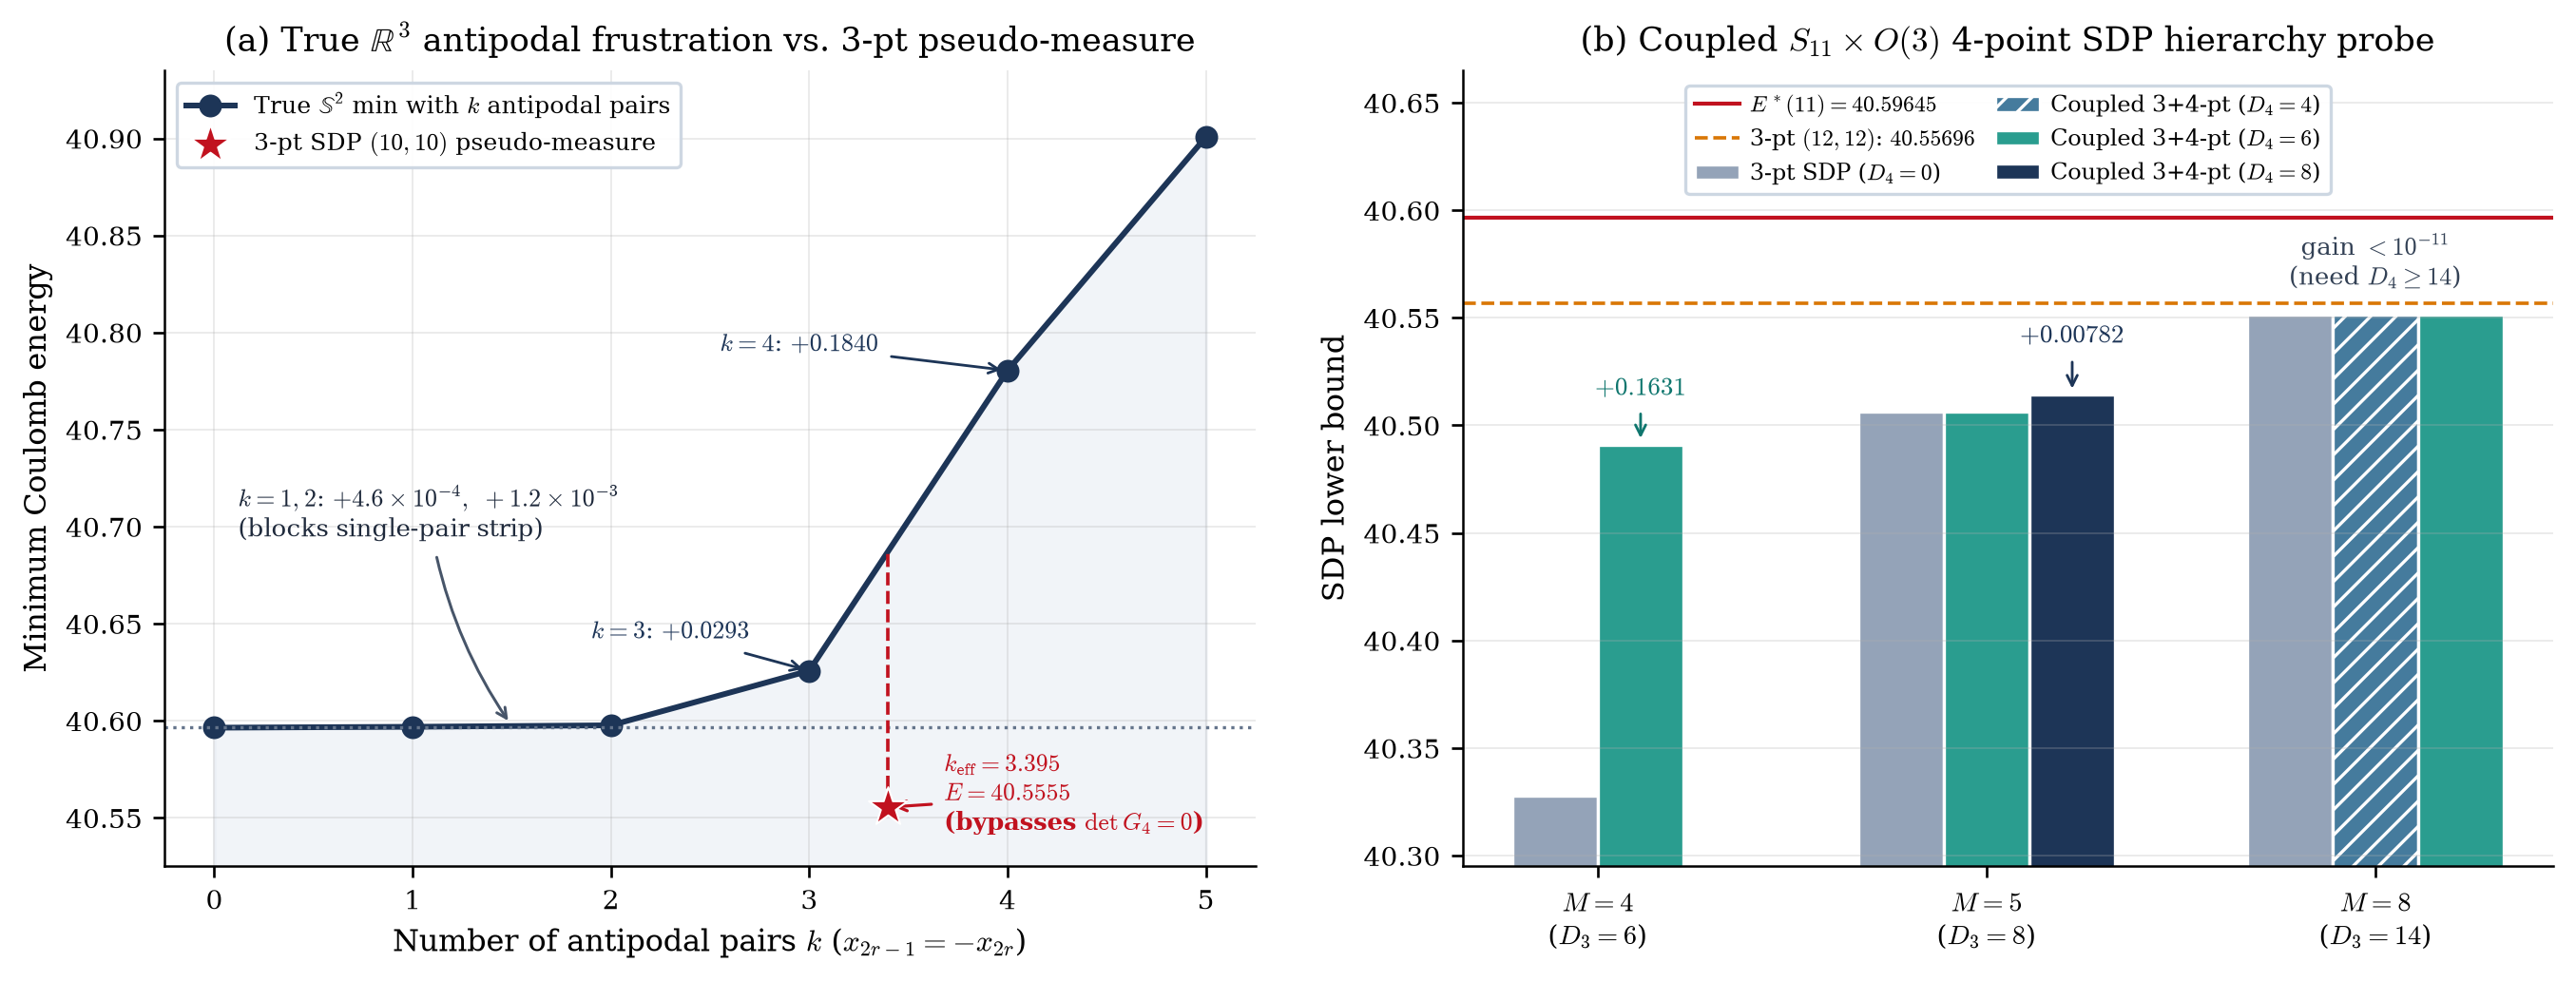 (a) True ℝ³ antipodal frustration vs. 3-pt pseudo-measure
True 𝕊² min with k antipodal pairs
3-pt SDP (10, 10) pseudo-measure
Minimum Coulomb energy
40.90
40.85
40.80
40.75
40.70
40.65
40.60
40.55
k = 4: +0.1840
k = 1, 2: +4.6 × 10⁻⁴, + 1.2 × 10⁻³
(blocks single-pair strip)
k = 3: +0.0293
k_eff = 3.395
E = 40.5555
(bypasses det G₄ = 0)
0 1 2 3 4 5
Number of antipodal pairs k (x₂ᵣ₋₁ = −x₂ᵣ)
(b) Coupled S₁₁ × O(3) 4-point SDP hierarchy probe
E*(11) = 40.59645
3-pt (12, 12): 40.55696
3-pt SDP (D₄ = 0)
Coupled 3+4-pt (D₄ = 4)
Coupled 3+4-pt (D₄ = 6)
Coupled 3+4-pt (D₄ = 8)
SDP lower bound
40.65
40.60
40.55
40.50
40.45
40.40
40.35
40.30
gain < 10⁻¹¹
(need D₄ ≥ 14)
+0.00782
+0.1631
M = 4
(D₃ = 6)
M = 5
(D₃ = 8)
M = 8
(D₃ = 14)